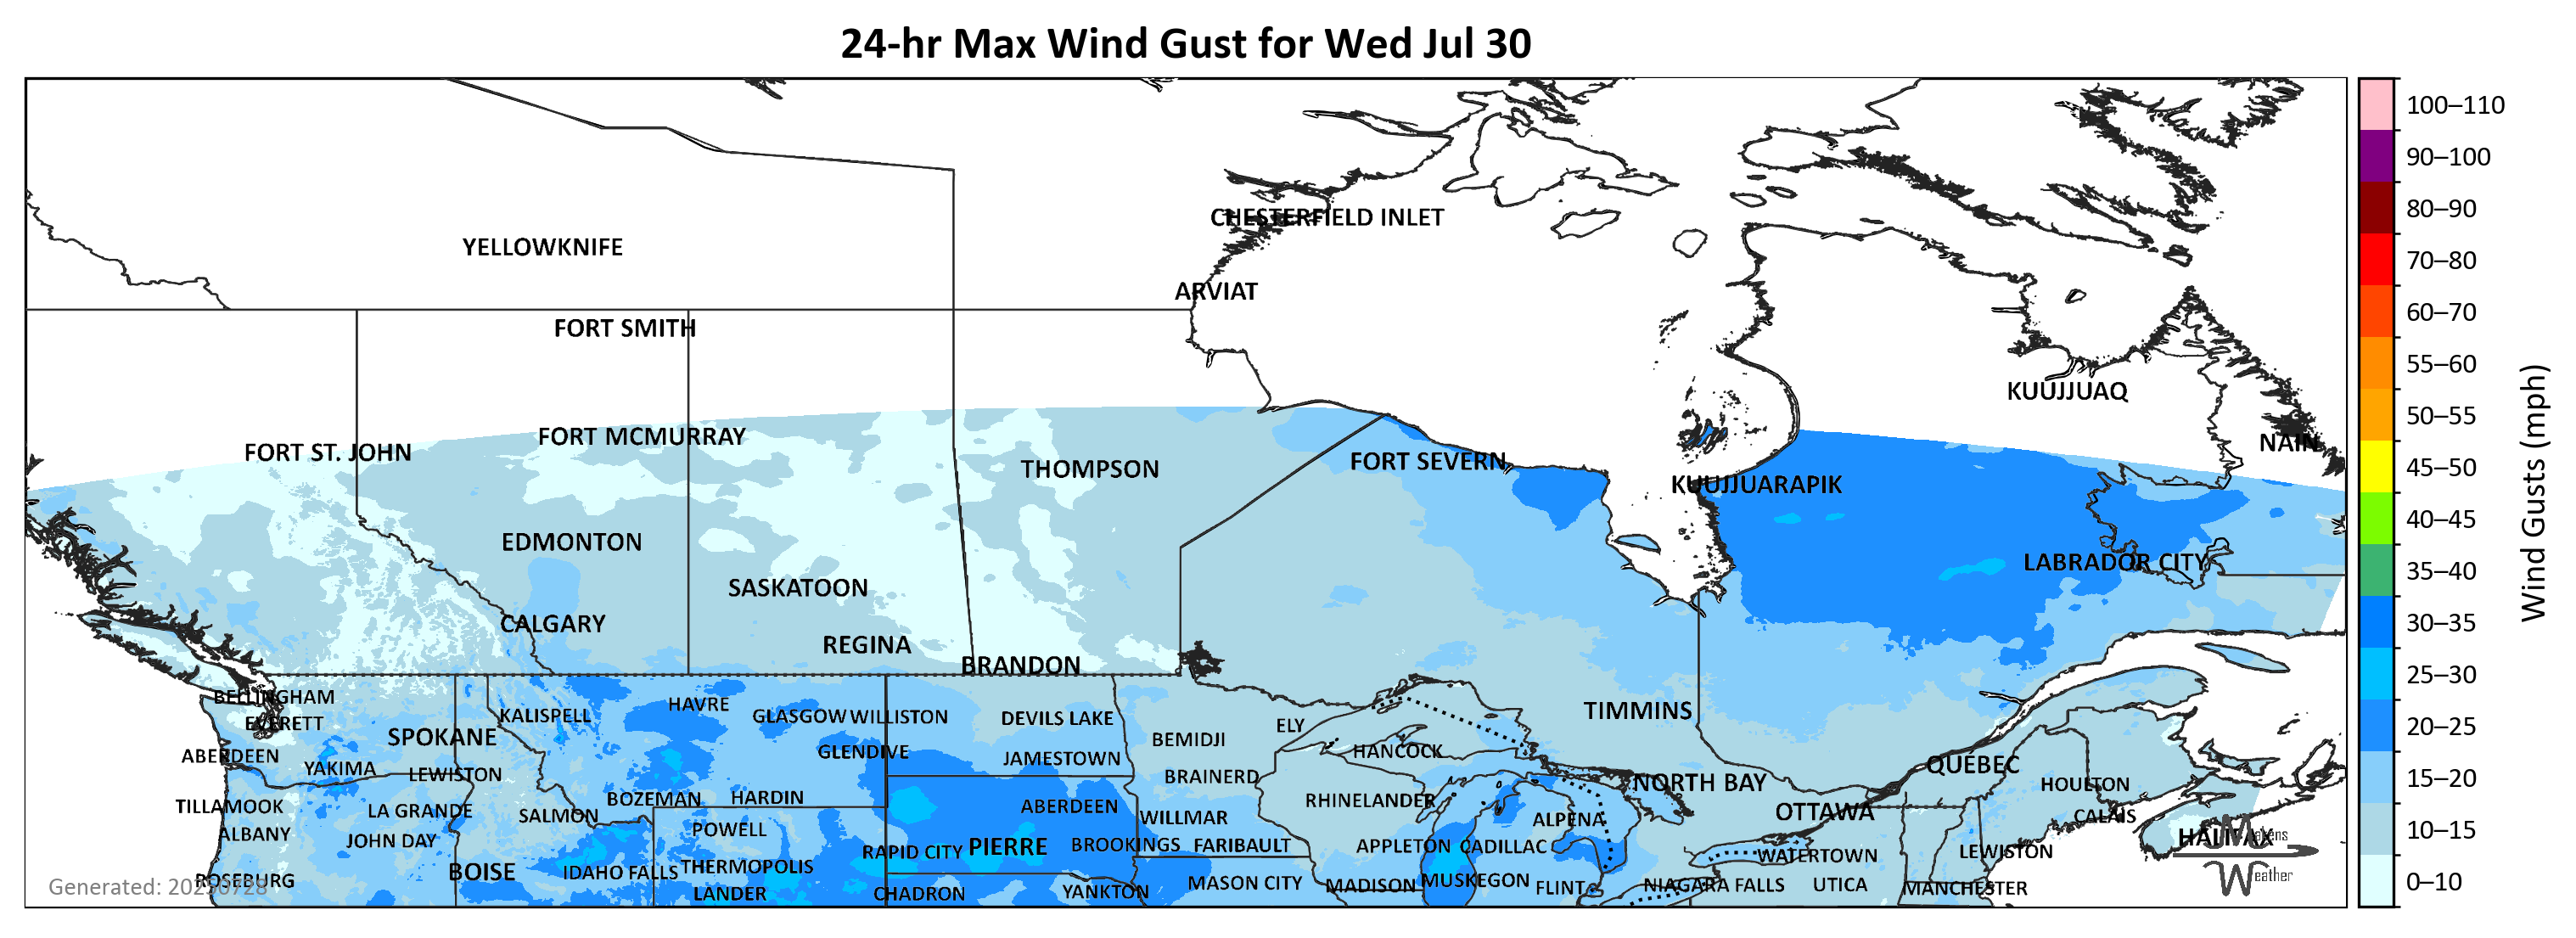 24-hr Max Wind Gust for Wed Jul 30
100–110
90–100
80–90
70–80
60–70
55–60
50–55
45–50
40–45
35–40
30–35
25–30
20–25
15–20
10–15
0–10
Wind Gusts (mph)
CHESTERFIELD INLET
YELLOWKNIFE
ARVIAT
FORT SMITH
KUUJJUAQ
FORT MCMURRAY
NAIN
FORT ST. JOHN
FORT SEVERN
THOMPSON
KUUJJUARAPIK
EDMONTON
LABRADOR CITY
SASKATOON
CALGARY
REGINA
BRANDON
BELLINGHAM
HAVRE
TIMMINS
KALISPELL
GLASGOW
WILLISTON
DEVILS LAKE
EVERETT
ELY
SPOKANE
BEMIDJI
HANCOCK
GLENDIVE
ABERDEEN
JAMESTOWN
QUÉBEC
YAKIMA
LEWISTON
BRAINERD
NORTH BAY
HOULTON
BOZEMAN
HARDIN
RHINELANDER
TILLAMOOK
LA GRANDE
SALMON
ABERDEEN
WILLMAR
OTTAWA
CALAIS
ALPENA
ALBANY
POWELL
HALIFAX
JOHN DAY
RAPID CITY
PIERRE
BROOKINGS
FARIBAULT
APPLETON
CADILLAC
LEWISTON
WATERTOWN
BOISE
IDAHO FALLS
THERMOPOLIS
ROSEBURG
MASON CITY
MADISON
MUSKEGON
FLINT
NIAGARA FALLS
UTICA
MANCHESTER
LANDER
CHADRON
YANKTON
Generated: 20250728
Makens
Weather